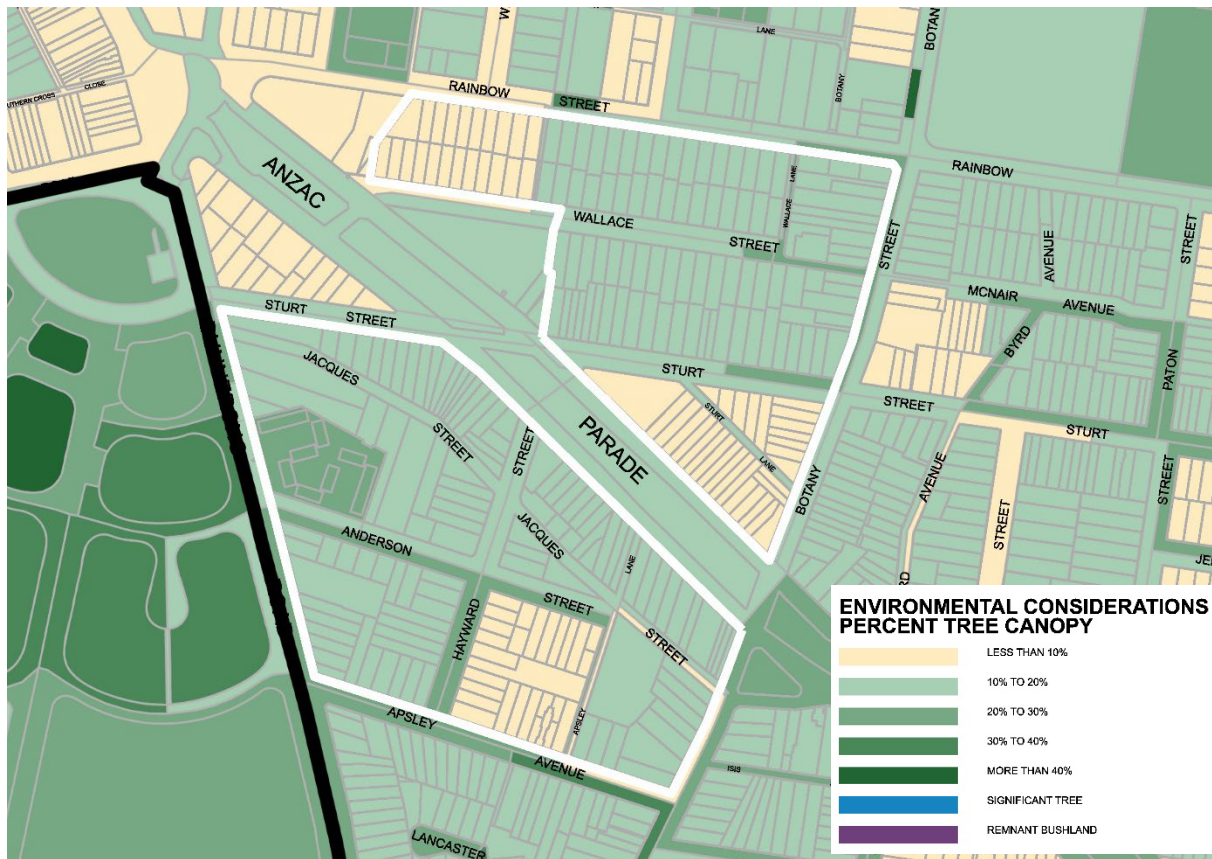 LANE
BOTANY
BOTAN
W
CLOSE
RAINBOW
STREET
RAINBOW
ANZAC
WALLACE
STREET
WALLACE LANE
STREET
AVENUE
STREET
MCNAIR
AVENUE
BYRD
PATON
STURT
STREET
JACQUES
STREET
STREET
PARADE
STURT
STURT
LANE
STREET
STURT
BOTANY
AVENUE
STREET
STREET
ANDERSON
STREET
JACQUES
LANE
STREET
HAYWARD
APSLEY
APSLEY
AVENUE
ISIS
LANCASTER
ENVIRONMENTAL CONSIDERATIONS
PERCENT TREE CANOPY
LESS THAN 10%
10% TO 20%
20% TO 30%
30% TO 40%
MORE THAN 40%
SIGNIFICANT TREE
REMNANT BUSHLAND